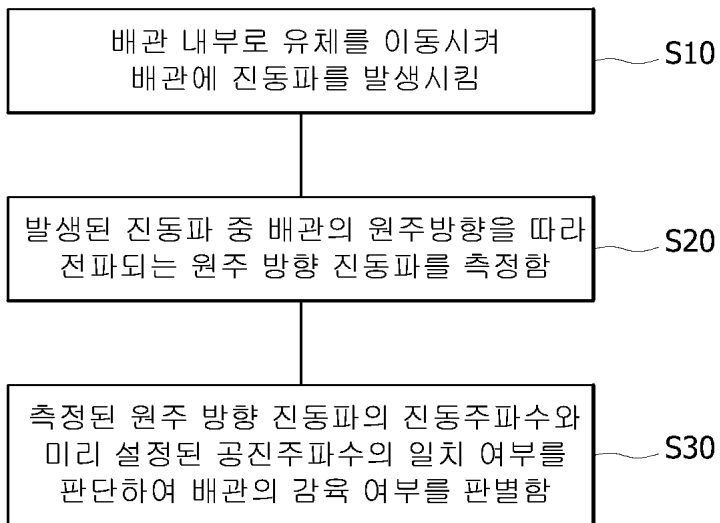 배관 내부로 유체를 이동시켜
배관에 진동파를 발생시킴
S10
발생된 진동파 중 배관의 원주방향을 따라
전파되는 원주 방향 진동파를 측정함
S20
측정된 원주 방향 진동파의 진동주파수와
미리 설정된 공진주파수의 일치 여부를
판단하여 배관의 감육 여부를 판별함
S30